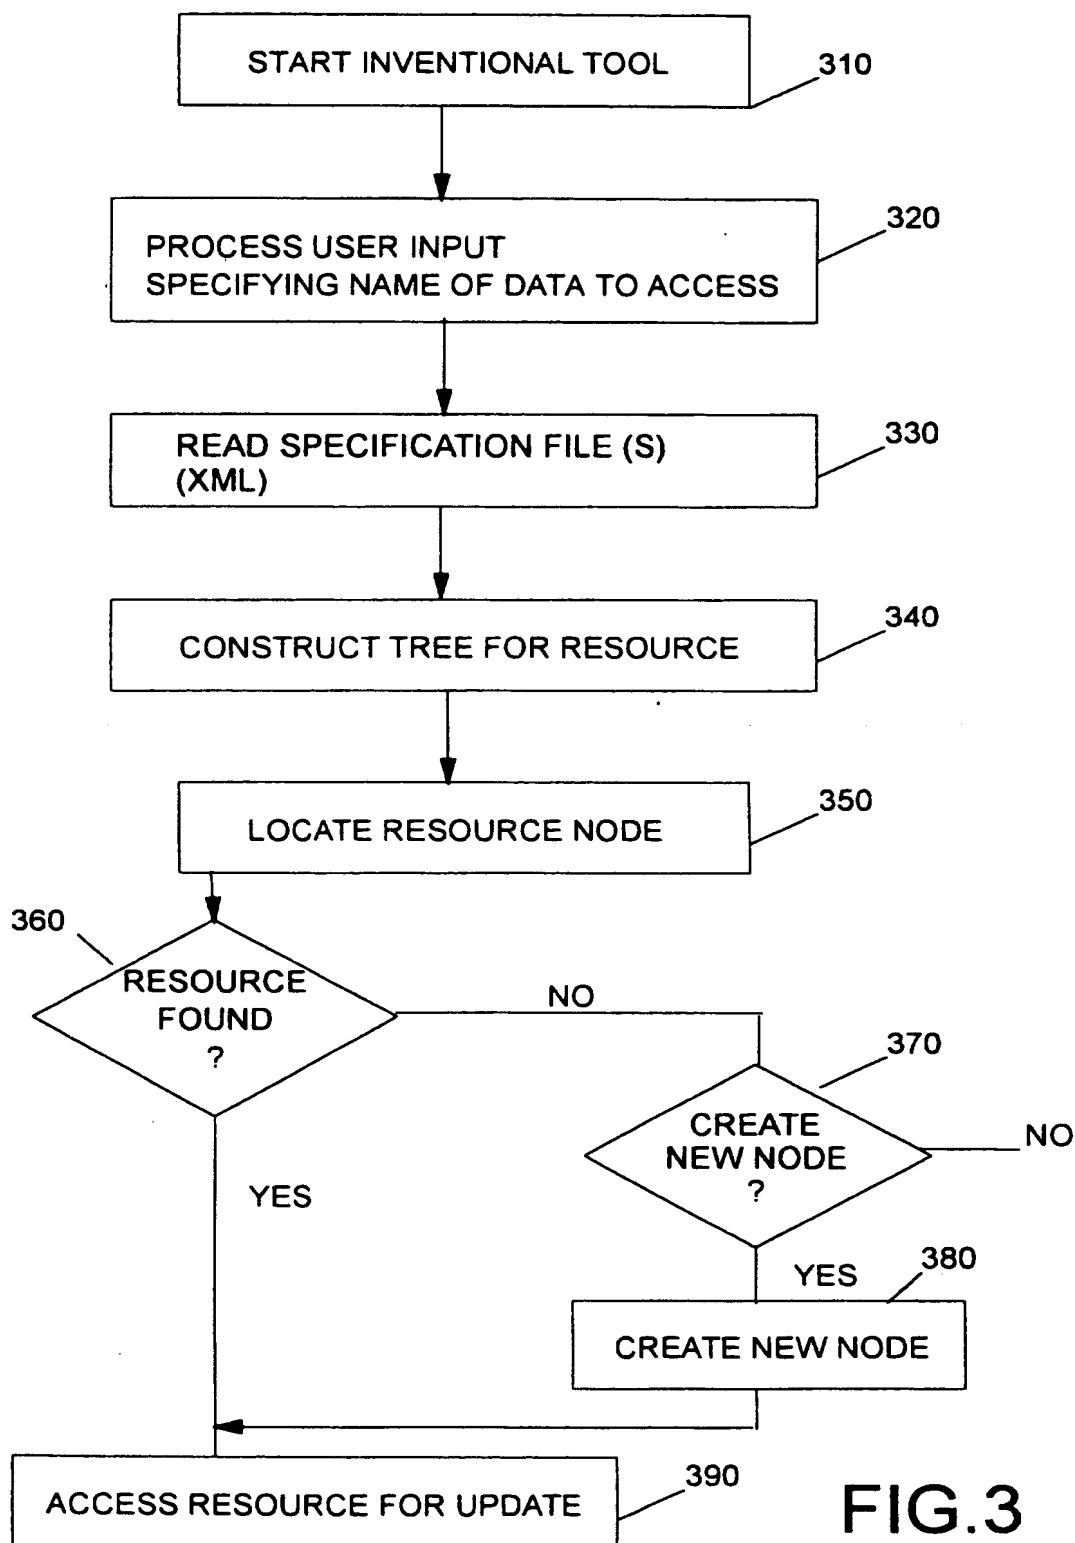 START INVENTIONAL TOOL
310
320
PROCESS USER INPUT
SPECIFYING NAME OF DATA TO ACCESS
330
READ SPECIFICATION FILE (S)
(XML)
340
CONSTRUCT TREE FOR RESOURCE
350
LOCATE RESOURCE NODE
360
RESOURCE
FOUND
?
NO
370
CREATE
NEW NODE
?
NO
YES
YES
380
CREATE NEW NODE
390
ACCESS RESOURCE FOR UPDATE
FIG.3